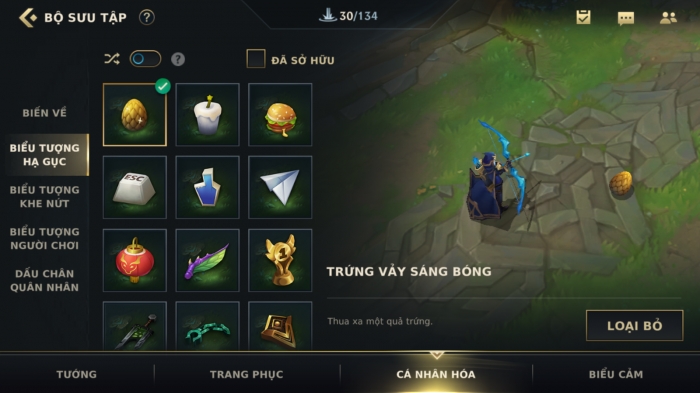 BỘ SƯU TẬP ?
30/134
?
ĐÃ SỞ HỮU
BIẾN VỀ
BIỂU TƯỢNG
HẠ GỤC
BIỂU TƯỢNG
KHE NỨT
BIỂU TƯỢNG
NGƯỜI CHƠI
DẤU CHÂN
QUÂN NHÂN
ESC
TRỨNG VẢY SÁNG BÓNG
Thua xa một quả trứng.
LOẠI BỎ
TƯỚNG
TRANG PHỤC
CÁ NHÂN HÓA
BIỂU CẢM